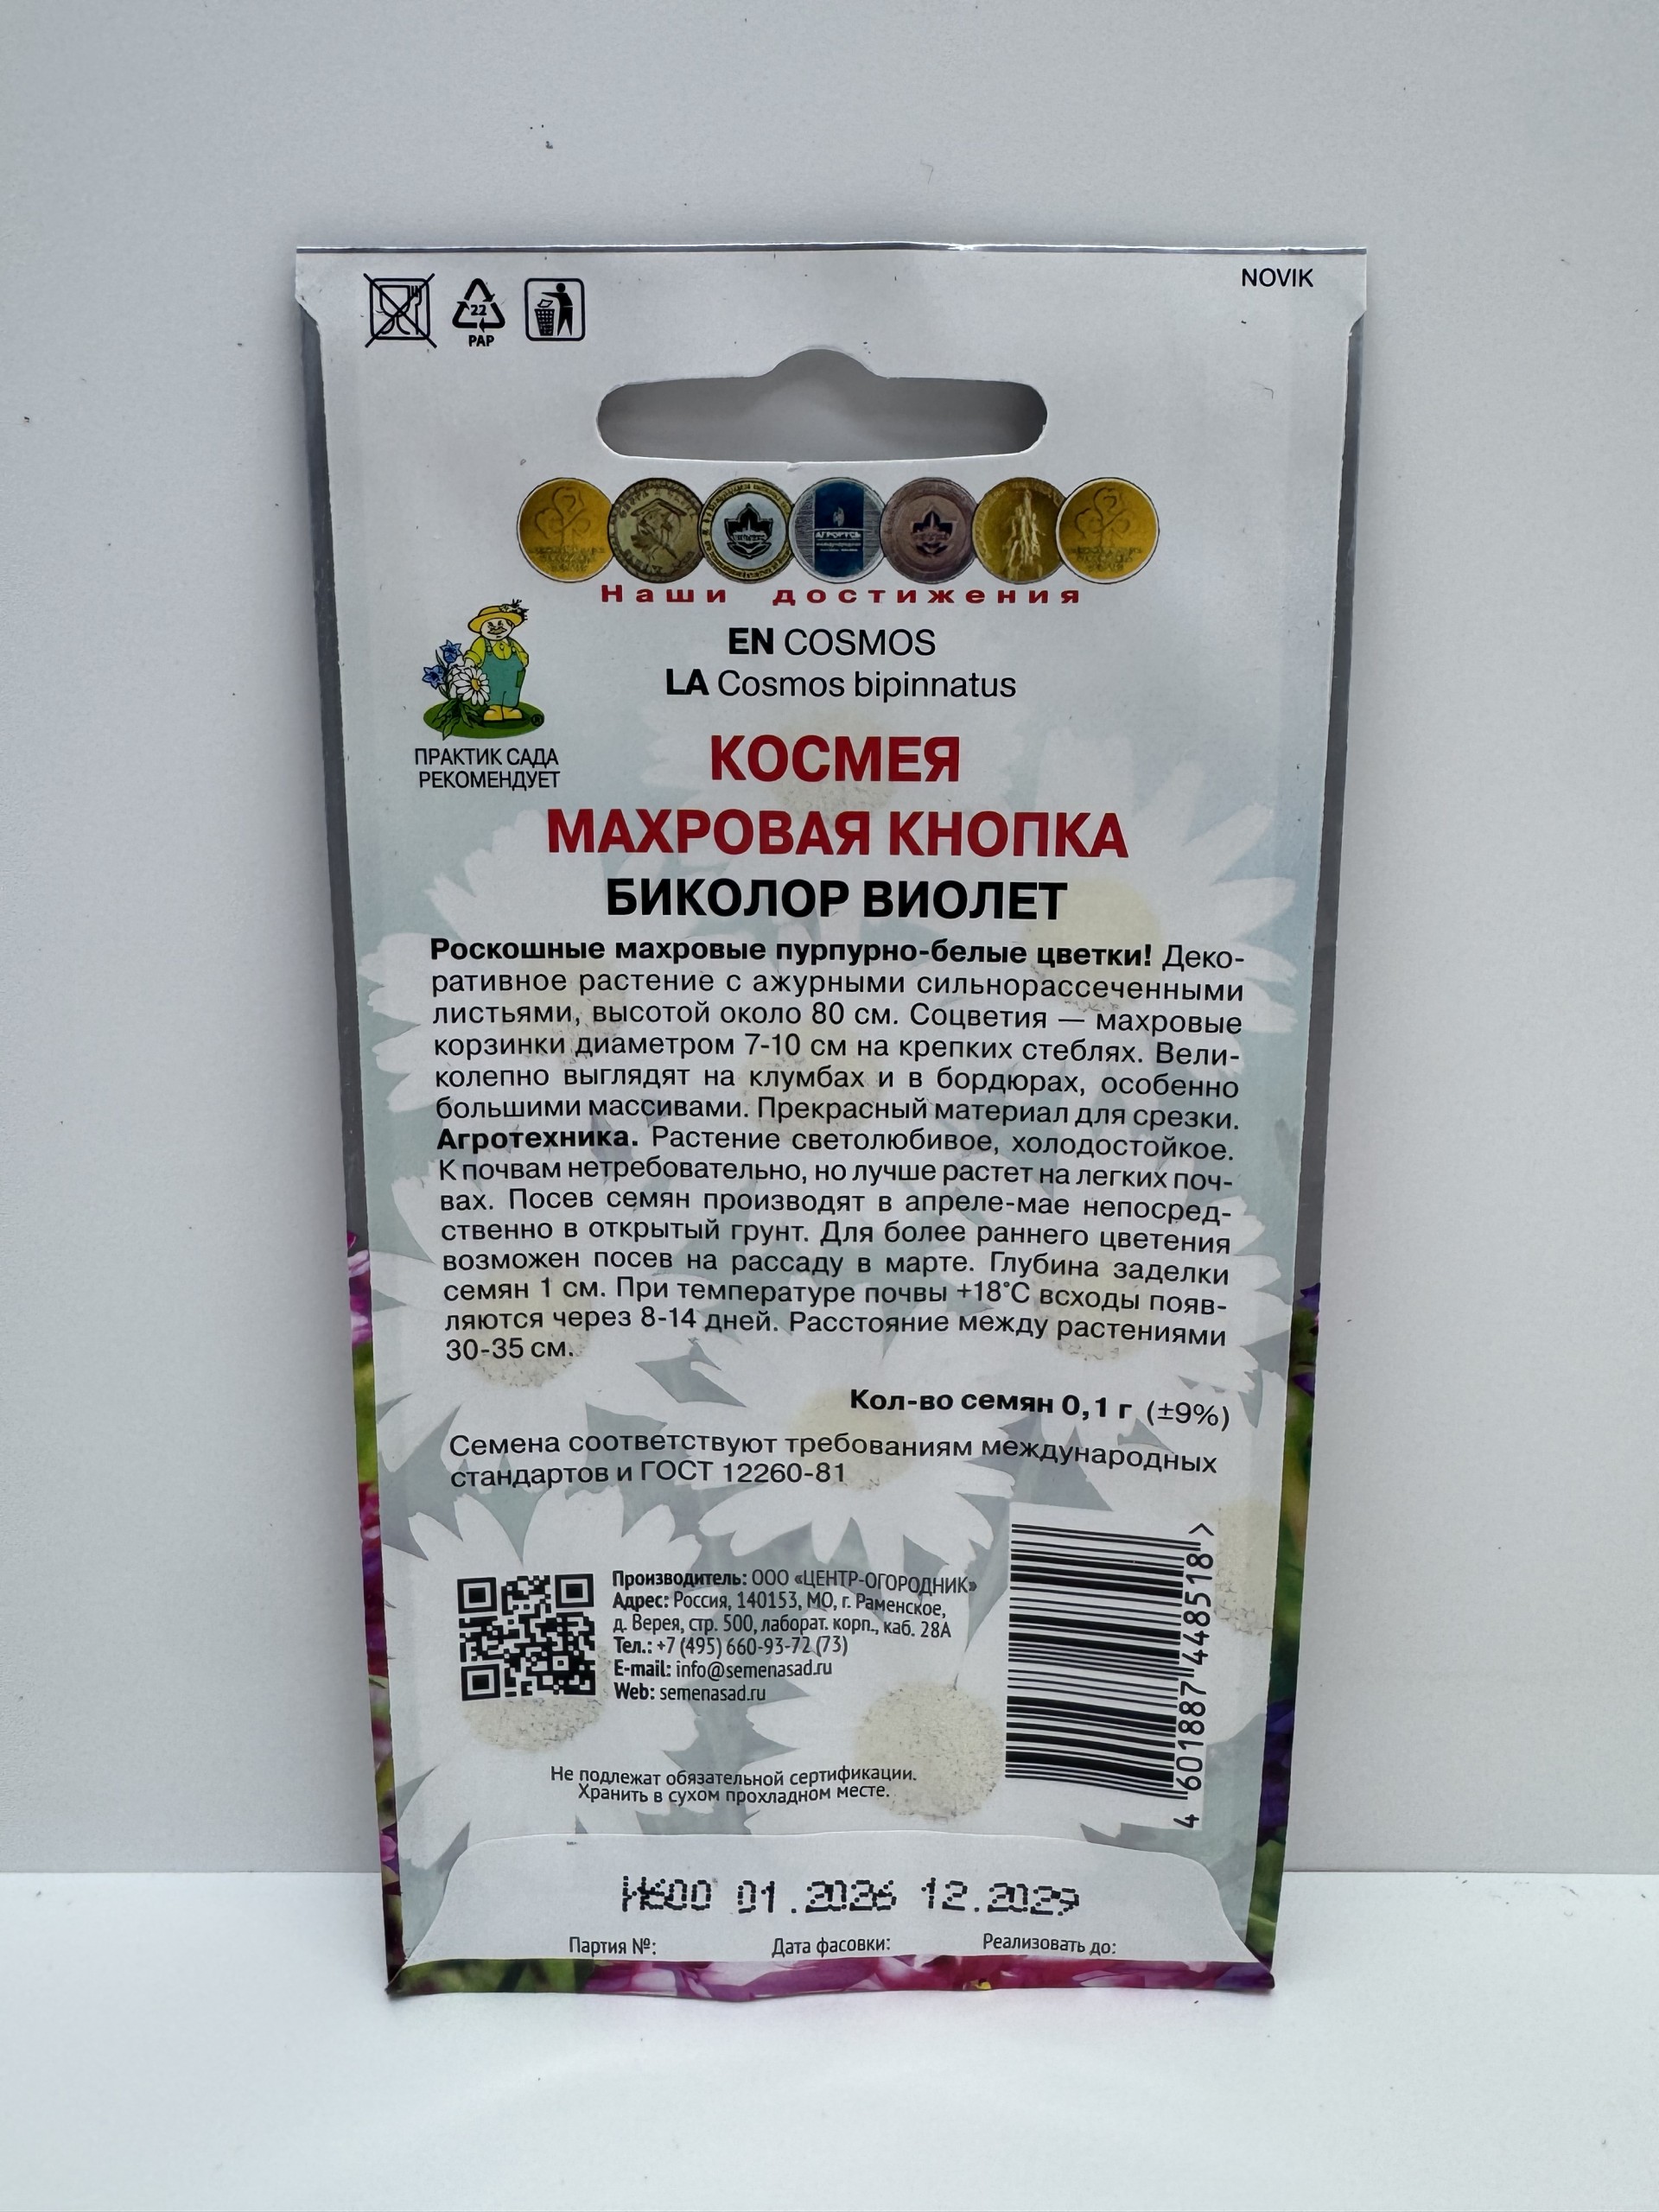 NOVIK
22
PAP
АГРОРУСЬ
Наши достижения
EN COSMOS
LA Cosmos bipinnatus
ПРАКТИК САДА
РЕКОМЕНДУЕТ
КОСМЕЯ
МАХРОВАЯ КНОПКА
БИКОЛОР ВИОЛЕТ
Роскошные махровые пурпурно-белые цветки! Деко-
ративное растение с ажурными сильнорассеченными
листьями, высотой около 80 см. Соцветия — махровые
корзинки диаметром 7-10 см на крепких стеблях. Вели-
колепно выглядят на клумбах и в бордюрах, особенно
большими массивами. Прекрасный материал для срезки.
Агротехника. Растение светолюбивое, холодостойкое.
К почвам нетребовательно, но лучше растет на легких поч-
вах. Посев семян производят в апреле-мае непосред-
ственно в открытый грунт. Для более раннего цветения
возможен посев на рассаду в марте. Глубина заделки
семян 1 см. При температуре почвы +18°С всходы появ-
ляются через 8-14 дней. Расстояние между растениями
30-35 см.
Кол-во семян 0,1 г (±9%)
Семена соответствуют требованиям международных
стандартов и ГОСТ 12260-81
Производитель: ООО «ЦЕНТР-ОГОРОДНИК»
Адрес: Россия, 140153, МО, г. Раменское,
д. Верея, стр. 500, лаборат. корп., каб. 28А
Тел.: +7 (495) 660-93-72 (73)
E-mail: info@semenasad.ru
Web: semenasad.ru
4 601887 448518 >
Не подлежат обязательной сертификации.
Хранить в сухом прохладном месте.
01.2026 12.2029
Партия №: Дата фасовки: Реализовать до: